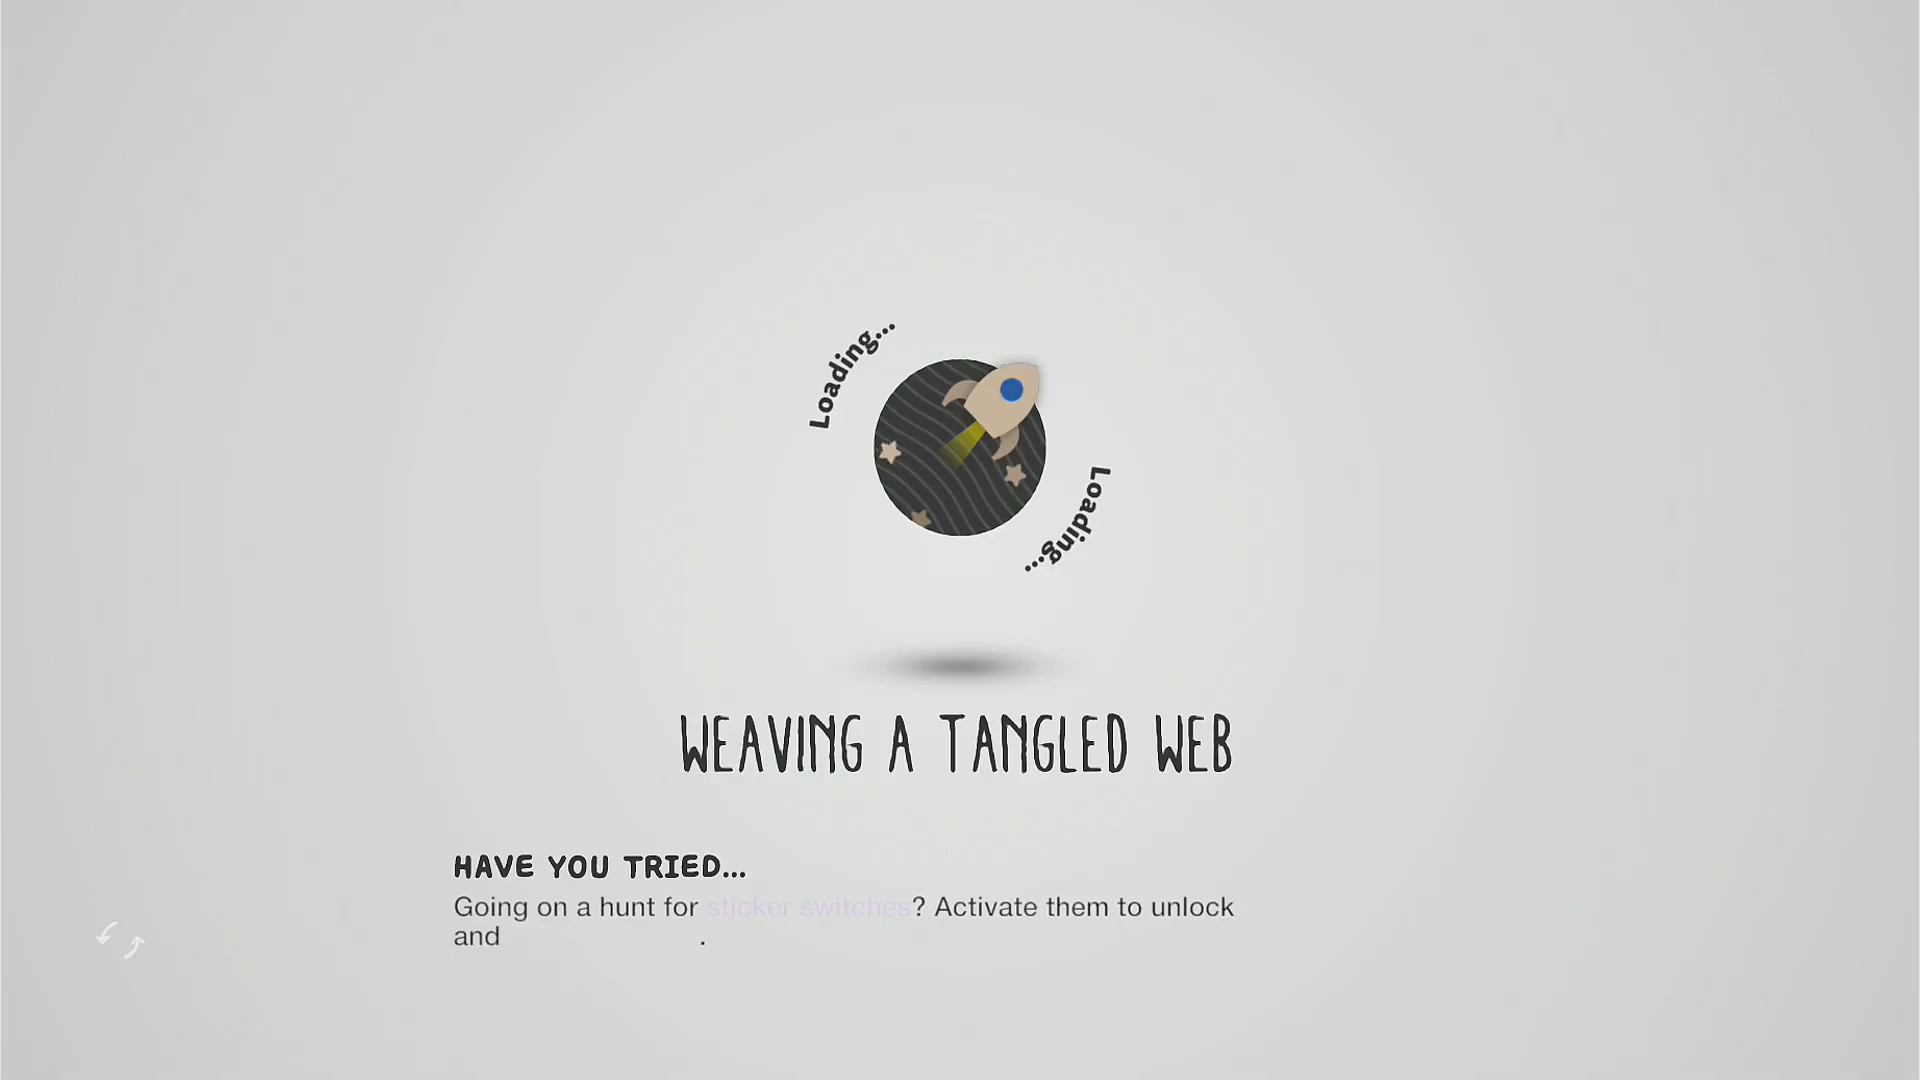 Loading...
Loading...
WEAVING A TANGLED WEB
HAVE YOU TRIED...
Going on a hunt for sticker switches? Activate them to unlock
and .